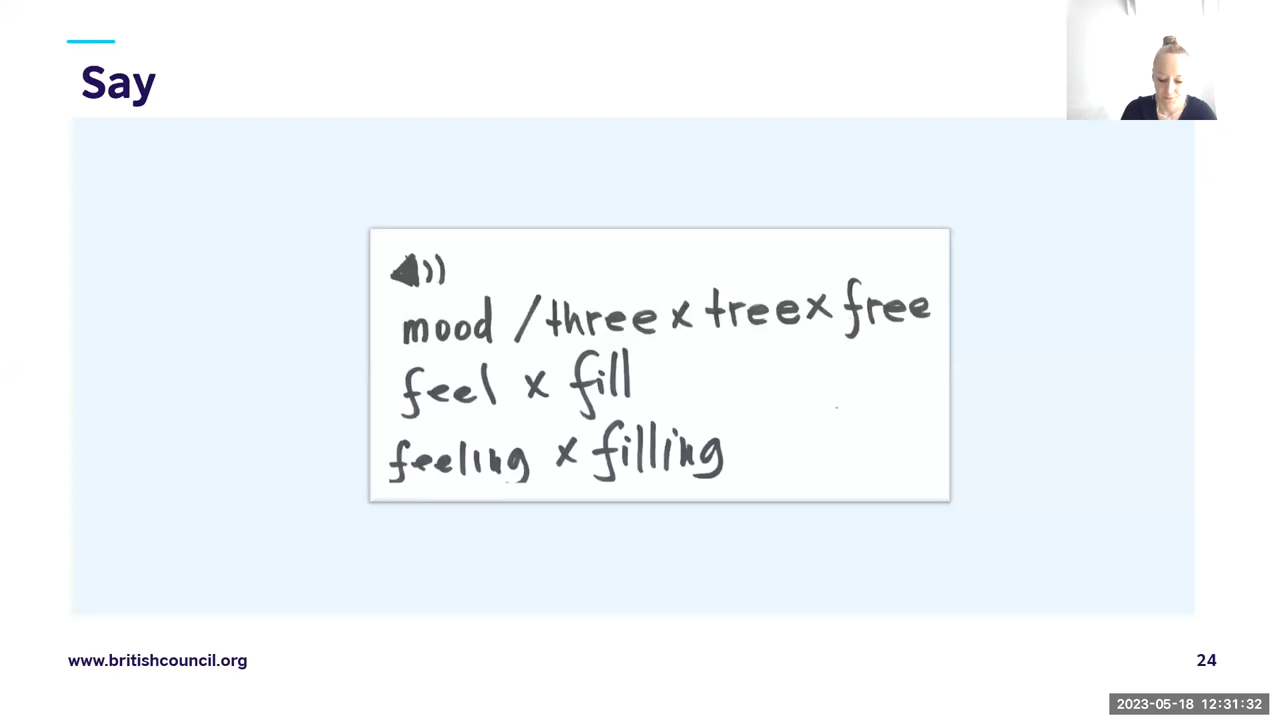 Say
mood / three x tree x free
feel x fill
feeling x filling
www.britishcouncil.org
24
2023-05-18 12:31:32